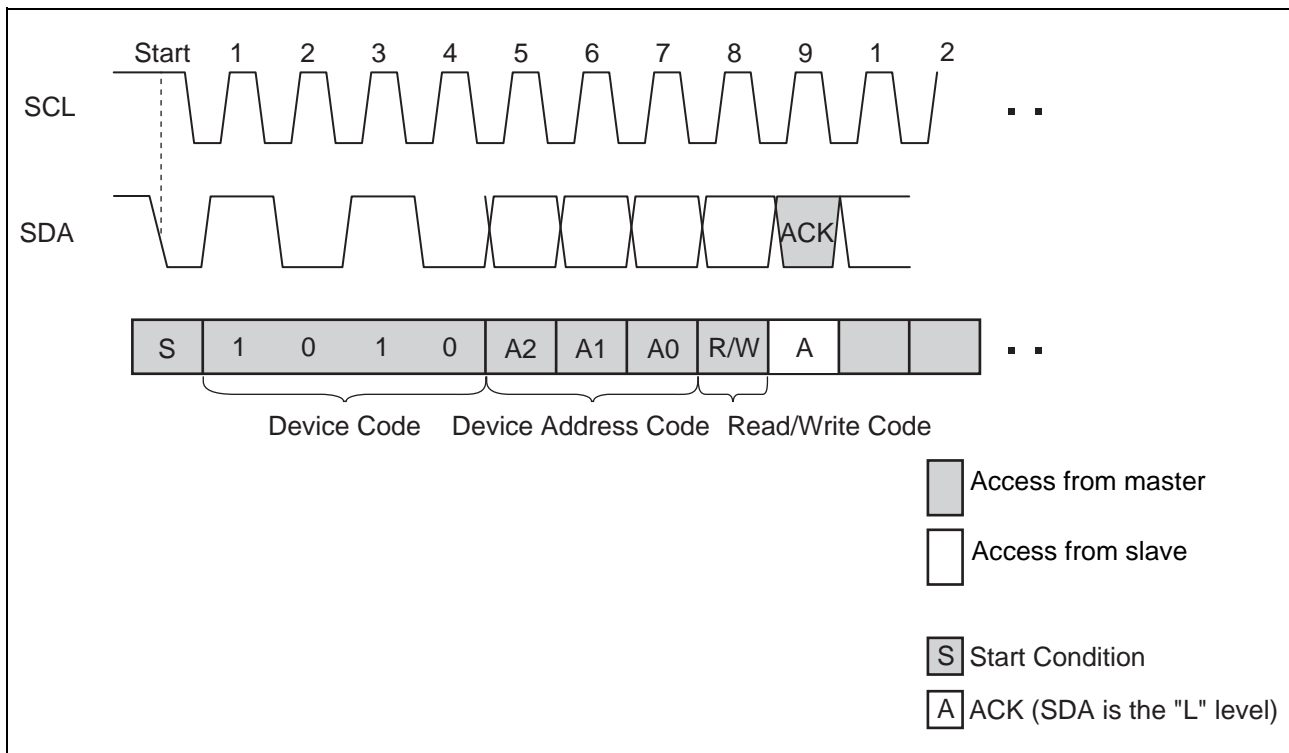 Start 1 2 3 4 5 6 7 8 9 1 2
SCL
SDA
ACK
S 1 0 1 0 A2 A1 A0 R/W A
Device Code Device Address Code Read/Write Code
Access from master
Access from slave
S Start Condition
A ACK (SDA is the "L" level)